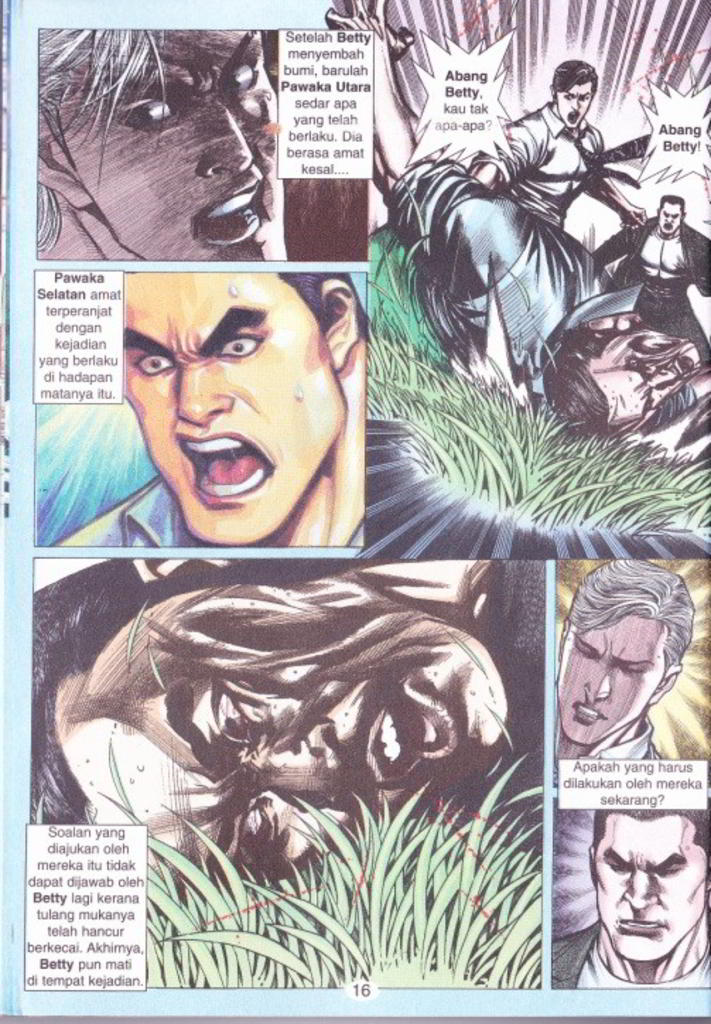 Setelah Betty
menyembah
bumi, barulah
Pawaka Utara
sedar apa
yang telah
berlaku. Dia
berasa amat
kesal....
Abang
Betty,
kau tak
apa-apa?
Abang
Betty!
Pawaka
Selatan amat
terperanjat
dengan
kejadian
yang berlaku
di hadapan
matanya itu.
Soalan yang
diajukan oleh
mereka itu tidak
dapat dijawab oleh
Betty lagi kerana
tulang mukanya
telah hancur
berkecai. Akhirnya,
Betty pun mati
di tempat kejadian.
Apakah yang harus
dilakukan oleh mereka
sekarang?
16